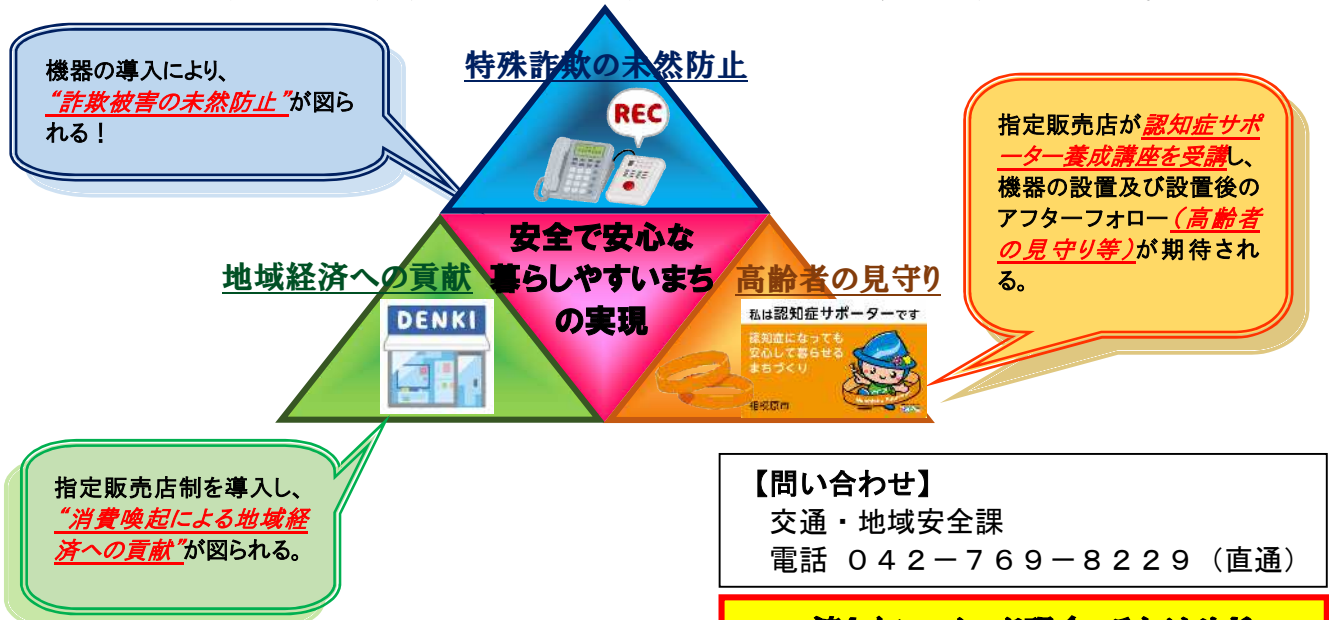 機器の導入により、
“詐欺被害の未然防止”が図ら
れる！
特殊詐欺の未然防止
REC
指定販売店が認知症サポ
ーター養成講座を受講し、
機器の設置及び設置後の
アフターフォロー（高齢者
の見守り等）が期待され
る。
安全で安心な
暮らしやすいまち
の実現
地域経済への貢献
DENKI
高齢者の見守り
私は認知症サポーターです
認知症になっても
安心して暮らせる
まちづくり
相模原市
指定販売店制を導入し、
“消費喚起による地域経
済への貢献”が図られる。
【問い合わせ】
交通・地域安全課
電話 ０４２－７６９－８２２９（直通）